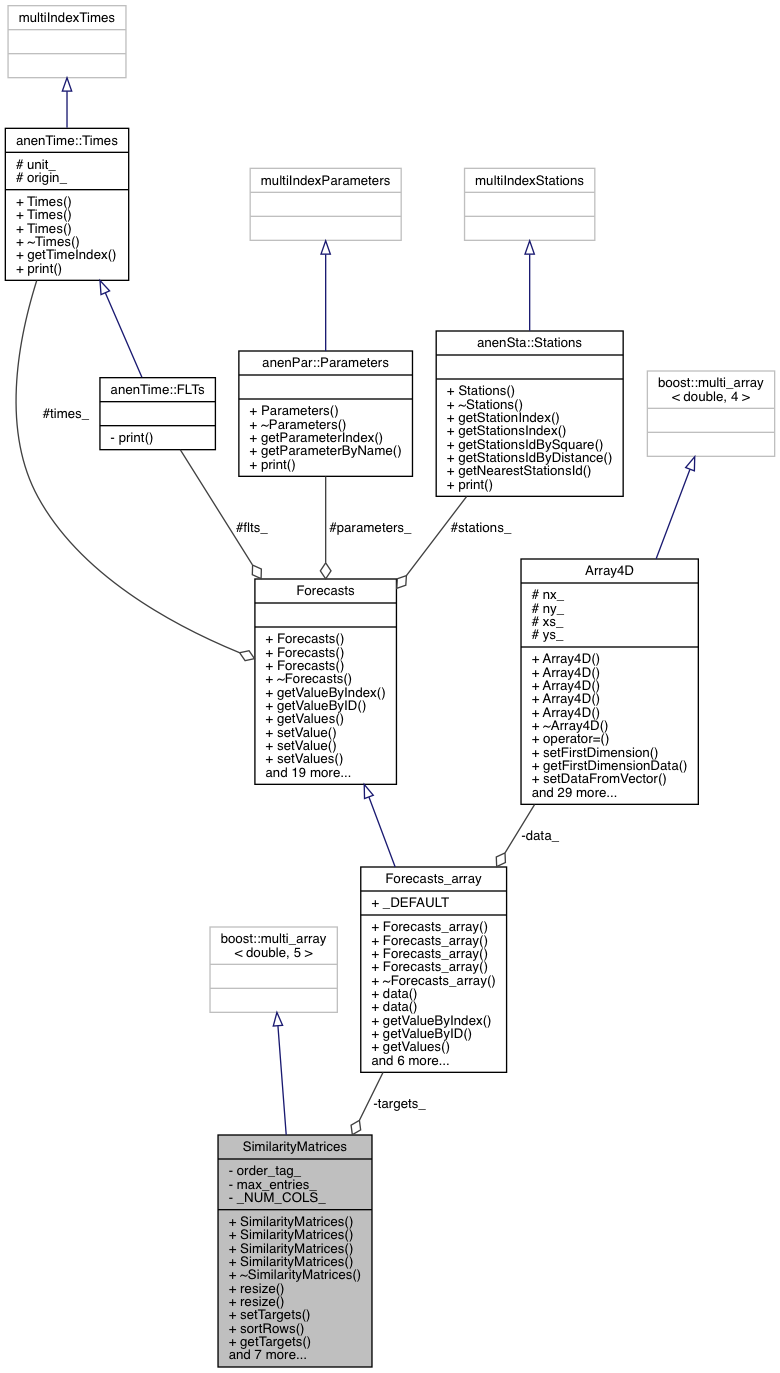 multiIndexTimes
anenTime::Times
# unit_
# origin_
+ Times()
+ Times()
+ Times()
+ ~Times()
+ getTimeIndex()
+ print()
multiIndexParameters
multiIndexStations
anenSta::Stations
+ Stations()
+ ~Stations()
+ getStationIndex()
+ getStationsIndex()
+ getStationsIdBySquare()
+ getStationsIdByDistance()
+ getNearestStationsId()
+ print()
anenPar::Parameters
+ Parameters()
+ ~Parameters()
+ getParameterIndex()
+ getParameterByName()
+ print()
anenTime::FLTs
- print()
boost::multi_array
< double, 4 >
#times_
#flts_
#parameters_
#stations_
Forecasts
+ Forecasts()
+ Forecasts()
+ Forecasts()
+ ~Forecasts()
+ getValueByIndex()
+ getValueByID()
+ getValues()
+ setValue()
+ setValue()
+ setValues()
and 19 more...
Array4D
# nx_
# ny_
# xs_
# ys_
+ Array4D()
+ Array4D()
+ Array4D()
+ Array4D()
+ Array4D()
+ ~Array4D()
+ operator=()
+ setFirstDimension()
+ getFirstDimensionData()
+ setDataFromVector()
and 29 more...
-data_
Forecasts_array
+ _DEFAULT
+ Forecasts_array()
+ Forecasts_array()
+ Forecasts_array()
+ Forecasts_array()
+ ~Forecasts_array()
+ data()
+ data()
+ getValueByIndex()
+ getValueByID()
+ getValues()
and 6 more...
boost::multi_array
< double, 5 >
-targets_
SimilarityMatrices
- order_tag_
- max_entries_
- _NUM_COLS_
+ SimilarityMatrices()
+ SimilarityMatrices()
+ SimilarityMatrices()
+ SimilarityMatrices()
+ ~SimilarityMatrices()
+ resize()
+ resize()
+ setTargets()
+ sortRows()
+ getTargets()
and 7 more...